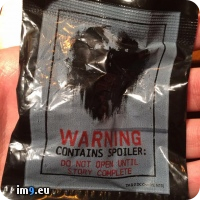 WARNING
CONTAINS SPOILER:
DO NOT OPEN UNTIL
STORY COMPLETE
im9.eu